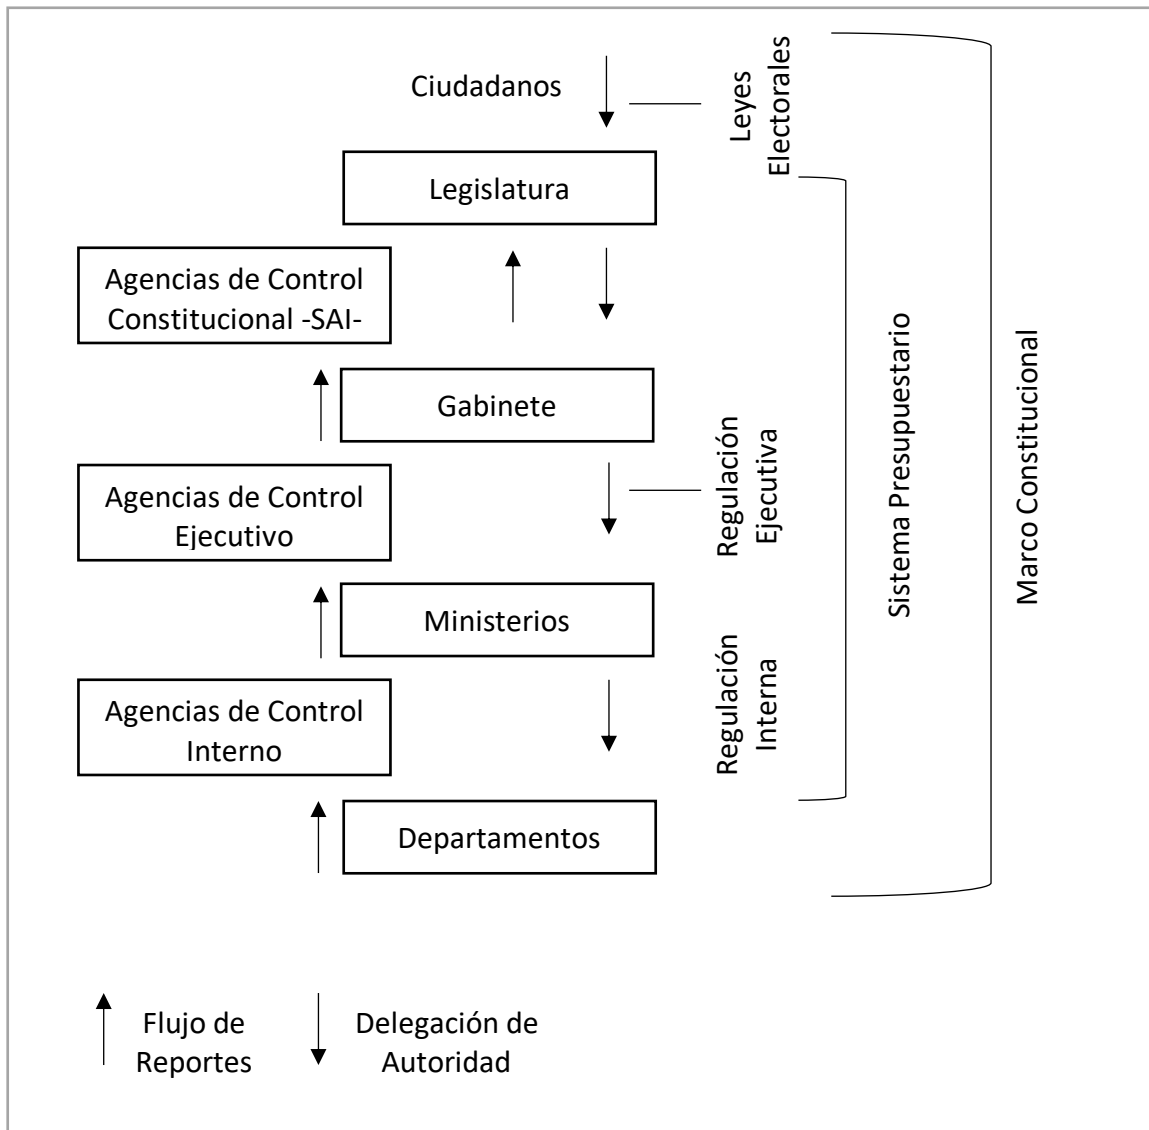 Ciudadanos
Leyes
Electorales
Legislatura
Agencias de Control
Constitucional -SAI-
Gabinete
Regulación
Ejecutiva
Agencias de Control
Ejecutivo
Ministerios
Regulación
Interna
Agencias de Control
Interno
Departamentos
Sistema Presupuestario
Marco Constitucional
Flujo de
Reportes
Delegación de
Autoridad